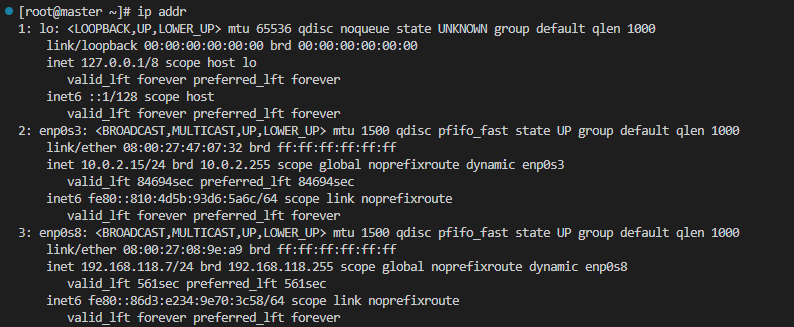 [root@master ~]# ip addr
1: lo: <LOOPBACK,UP,LOWER_UP> mtu 65536 qdisc noqueue state UNKNOWN group default qlen 1000
    link/loopback 00:00:00:00:00:00 brd 00:00:00:00:00:00
    inet 127.0.0.1/8 scope host lo
       valid_lft forever preferred_lft forever
    inet6 ::1/128 scope host
       valid_lft forever preferred_lft forever
2: enp0s3: <BROADCAST,MULTICAST,UP,LOWER_UP> mtu 1500 qdisc pfifo_fast state UP group default qlen 1000
    link/ether 08:00:27:47:07:32 brd ff:ff:ff:ff:ff:ff
    inet 10.0.2.15/24 brd 10.0.2.255 scope global noprefixroute dynamic enp0s3
       valid_lft 84694sec preferred_lft 84694sec
    inet6 fe80::810:4d5b:93d6:5a6c/64 scope link noprefixroute
       valid_lft forever preferred_lft forever
3: enp0s8: <BROADCAST,MULTICAST,UP,LOWER_UP> mtu 1500 qdisc pfifo_fast state UP group default qlen 1000
    link/ether 08:00:27:08:9e:a9 brd ff:ff:ff:ff:ff:ff
    inet 192.168.118.7/24 brd 192.168.118.255 scope global noprefixroute dynamic enp0s8
       valid_lft 561sec preferred_lft 561sec
    inet6 fe80::86d3:e234:9e70:3c58/64 scope link noprefixroute
       valid_lft forever preferred_lft forever